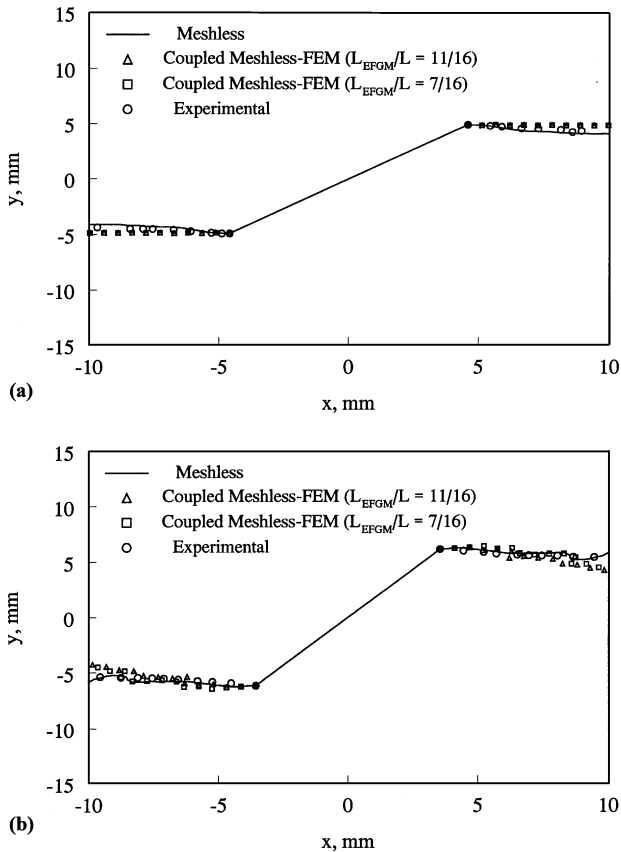 15
10
5
0
-5
-10
-15
y, mm
Meshless
Coupled Meshless-FEM (L_EFGM/L = 11/16)
Coupled Meshless-FEM (L_EFGM/L = 7/16)
Experimental
-10 -5 0 5 10
(a)
x, mm
15
10
5
0
-5
-10
-15
y, mm
Meshless
Coupled Meshless-FEM (L_EFGM/L = 11/16)
Coupled Meshless-FEM (L_EFGM/L = 7/16)
Experimental
-10 -5 0 5 10
(b)
x, mm